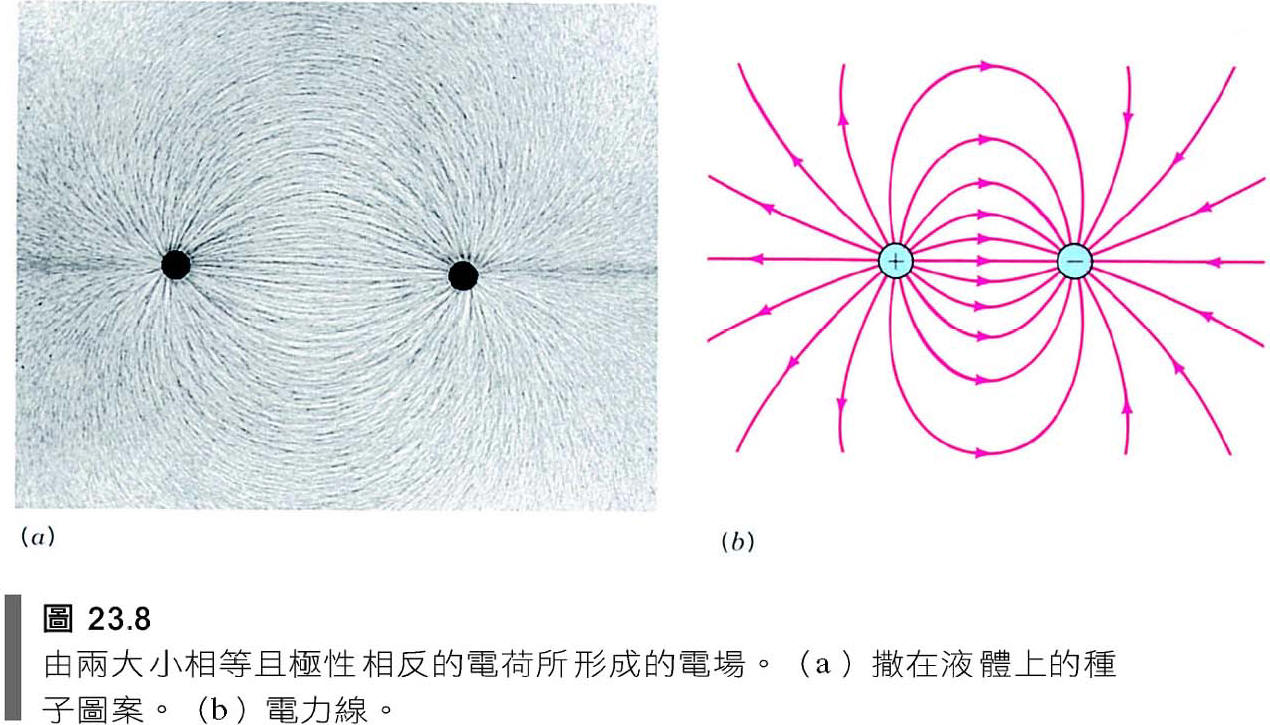 +
−
(a)
(b)
圖 23.8
由兩大小相等且極性相反的電荷所形成的電場。（a）撒在液體上的種
子圖案。（b）電力線。